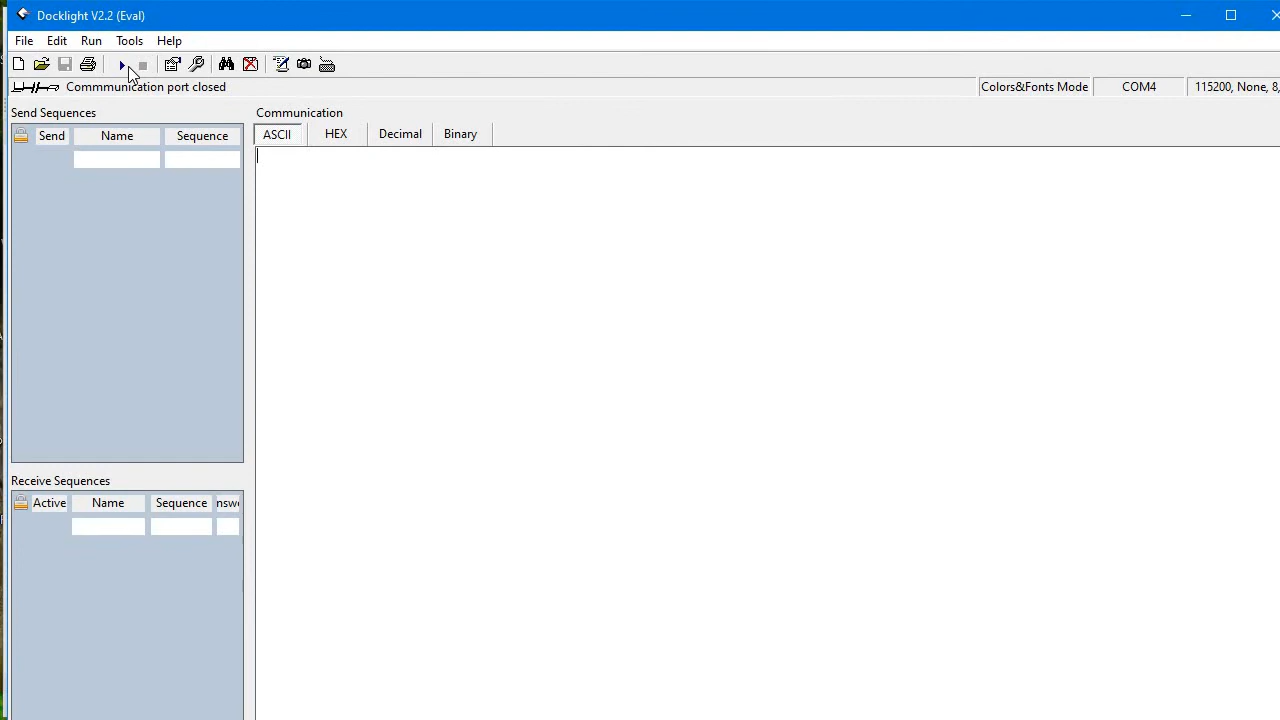 Docklight V2.2 (Eval)
File Edit Run Tools Help
Commmunication port closed Colors&Fonts Mode COM4 115200, None, 8,
Send Sequences
Send Name Sequence
Communication
ASCII HEX Decimal Binary
Receive Sequences
Active Name Sequence nsw